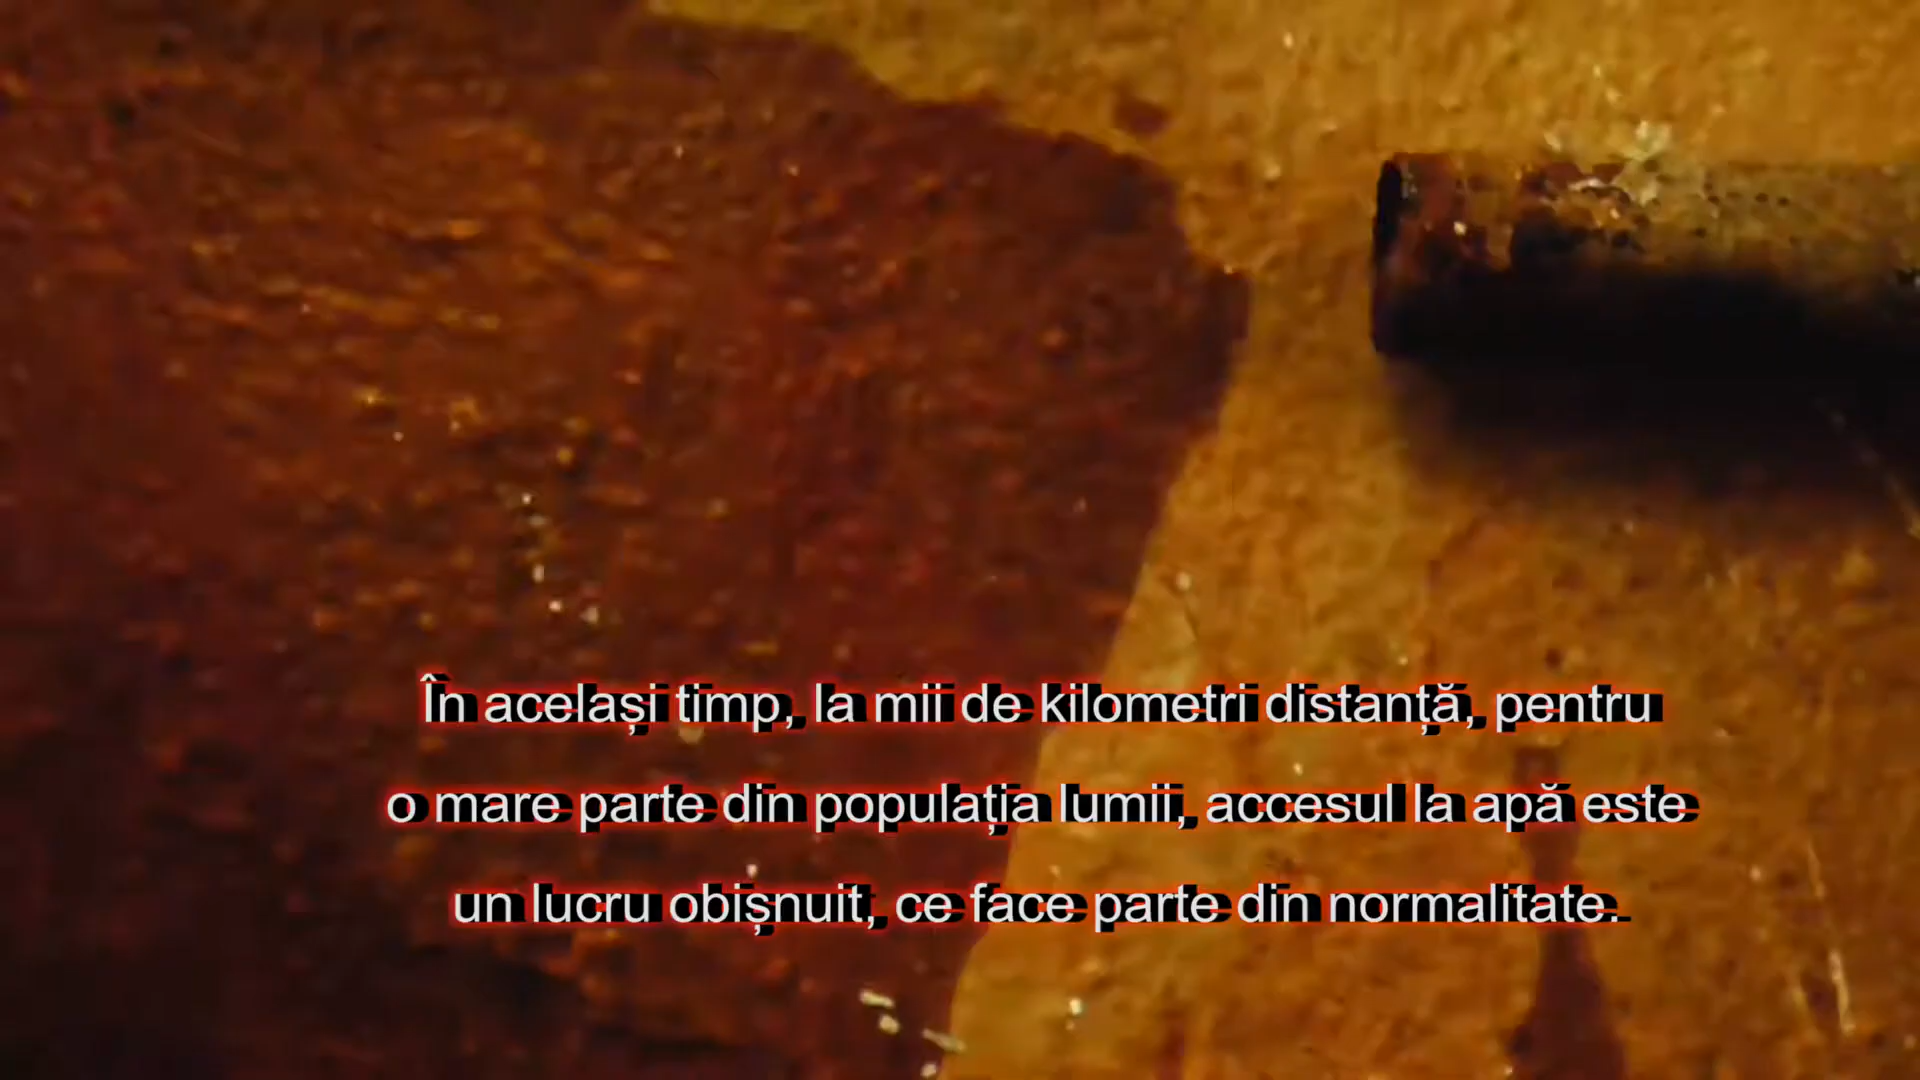 În același timp, la mii de kilometri distanță, pentru
o mare parte din populația lumii, accesul la apă este
un lucru obișnuit, ce face parte din normalitate.